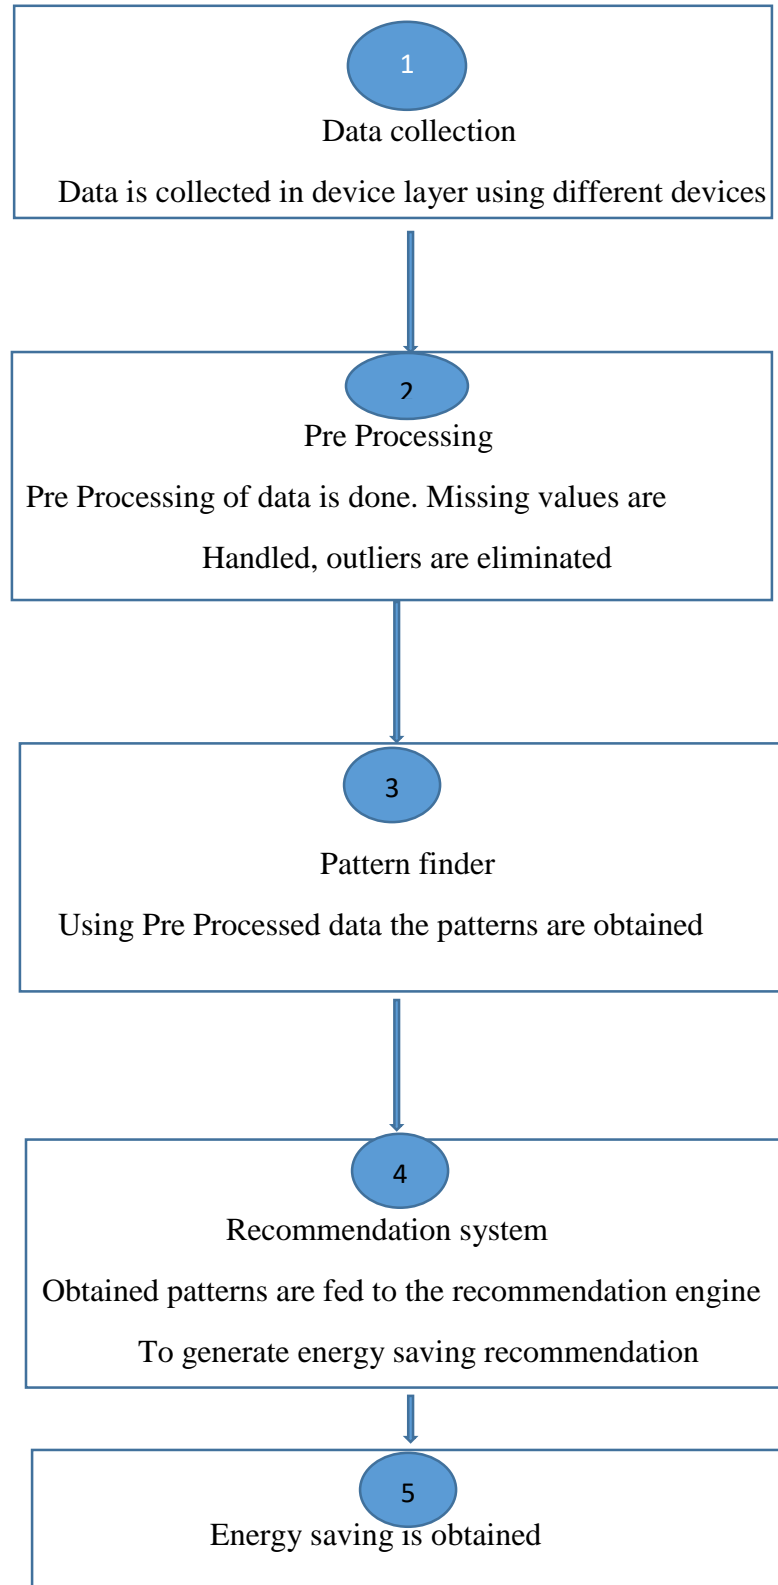 1
Data collection
Data is collected in device layer using different devices
2
Pre Processing
Pre Processing of data is done. Missing values are
Handled, outliers are eliminated
3
Pattern finder
Using Pre Processed data the patterns are obtained
4
Recommendation system
Obtained patterns are fed to the recommendation engine
To generate energy saving recommendation
5
Energy saving is obtained